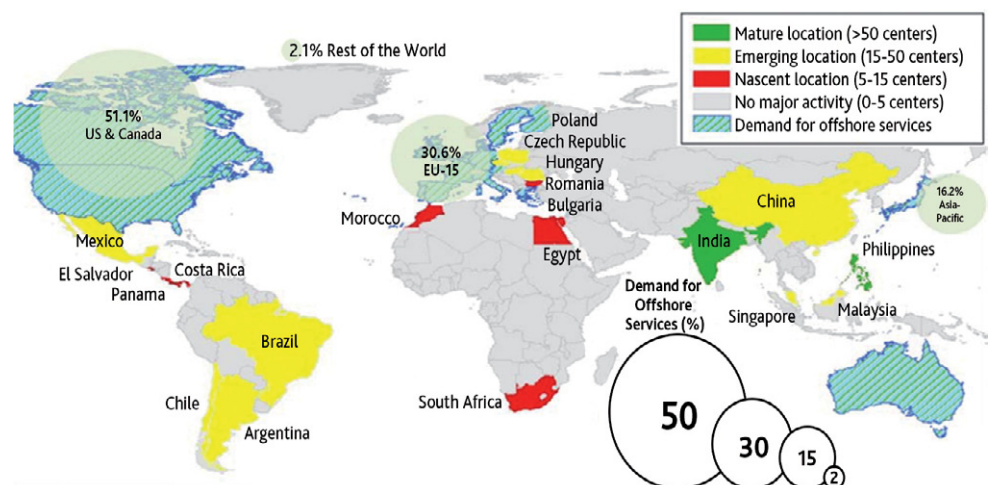 2.1% Rest of the World
Mature location (>50 centers)
Emerging location (15-50 centers)
Nascent location (5-15 centers)
No major activity (0-5 centers)
Demand for offshore services
51.1%
US & Canada
30.6%
EU-15
Poland
Czech Republic
Hungary
Romania
Bulgaria
16.2%
Asia-
Pacific
China
India
Morocco
Egypt
Mexico
El Salvador
Costa Rica
Panama
Philippines
Singapore
Malaysia
Brazil
Chile
Argentina
South Africa
Demand for
Offshore
Services (%)
50
30
15
2